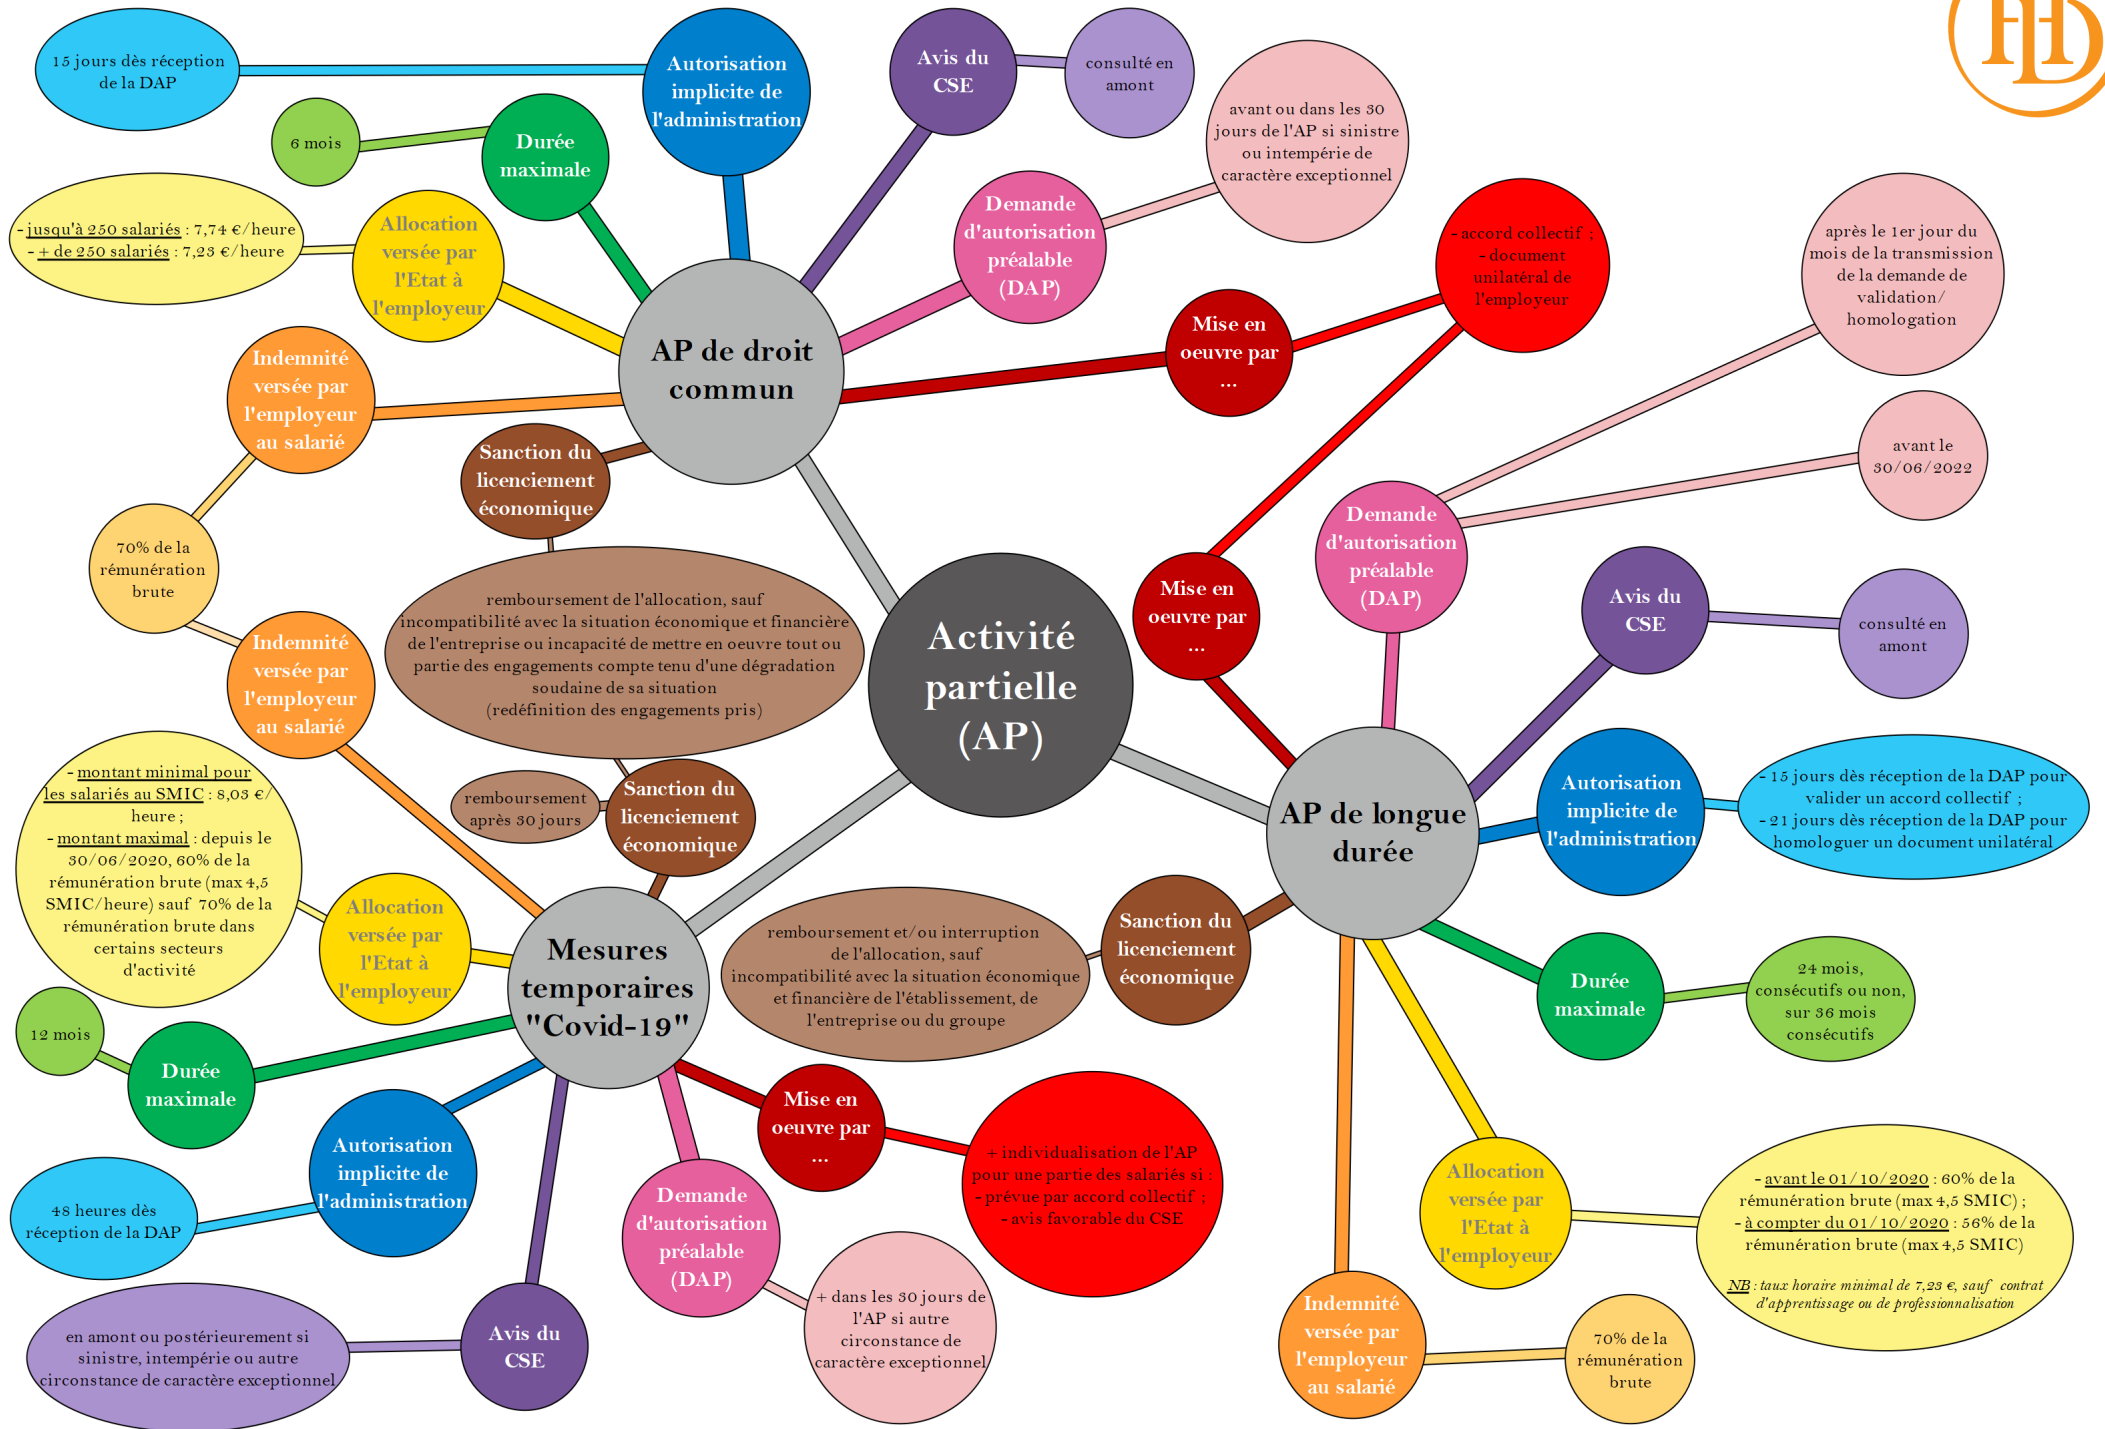 HLD
15 jours dès réception
de la DAP
Autorisation
implicite de
l'administration
Avis du
CSE
consulté en
amont
6 mois
Durée
maximale
avant ou dans les 30
jours de l'AP si sinistre
ou intempérie de
caractère exceptionnel
- jusqu'à 250 salariés : 7,74 €/heure
- + de 250 salariés : 7,23 €/heure
Allocation
versée par
l'Etat à
l'employeur
Demande
d'autorisation
préalable
(DAP)
- accord collectif ;
- document
unilatéral de
l'employeur
après le 1er jour du
mois de la transmission
de la demande de
validation/
homologation
Indemnité
versée par
l'employeur
au salarié
AP de droit
commun
Mise en
oeuvre par
...
Sanction du
licenciement
économique
avant le
30/06/2022
70% de la
rémunération
brute
Demande
d'autorisation
préalable
(DAP)
remboursement de l'allocation, sauf
incompatibilité avec la situation économique et financière
de l'entreprise ou incapacité de mettre en oeuvre tout ou
partie des engagements compte tenu d'une dégradation
soudaine de sa situation
(redéfinition des engagements pris)
Activité
partielle
(AP)
Mise en
oeuvre par
...
Avis du
CSE
consulté en
amont
Indemnité
versée par
l'employeur
au salarié
- montant minimal pour
les salariés au SMIC : 8,03 €/
heure ;
- montant maximal : depuis le
30/06/2020, 60% de la
rémunération brute (max 4,5
SMIC/heure) sauf 70% de la
rémunération brute dans
certains secteurs
d'activité
remboursement
après 30 jours
Sanction du
licenciement
économique
AP de longue
durée
Autorisation
implicite de
l'administration
- 15 jours dès réception de la DAP pour
valider un accord collectif ;
- 21 jours dès réception de la DAP pour
homologuer un document unilatéral
Allocation
versée par
l'Etat à
l'employeur
Mesures
temporaires
"Covid-19"
remboursement et/ou interruption
de l'allocation, sauf
incompatibilité avec la situation économique
et financière de l'établissement, de
l'entreprise ou du groupe
Sanction du
licenciement
économique
Durée
maximale
24 mois,
consécutifs ou non,
sur 36 mois
consécutifs
12 mois
Durée
maximale
Autorisation
implicite de
l'administration
48 heures dès
réception de la DAP
Mise en
oeuvre par
...
+ individualisation de l'AP
pour une partie des salariés si :
- prévue par accord collectif ;
- avis favorable du CSE
Demande
d'autorisation
préalable
(DAP)
Allocation
versée par
l'Etat à
l'employeur
- avant le 01/10/2020 : 60% de la
rémunération brute (max 4,5 SMIC) ;
- à compter du 01/10/2020 : 56% de la
rémunération brute (max 4,5 SMIC)
NB : taux horaire minimal de 7,23 €, sauf contrat
d'apprentissage ou de professionnalisation
en amont ou postérieurement si
sinistre, intempérie ou autre
circonstance de caractère exceptionnel
Avis du
CSE
+ dans les 30 jours de
l'AP si autre
circonstance de
caractère exceptionnel
Indemnité
versée par
l'employeur
au salarié
70% de la
rémunération
brute